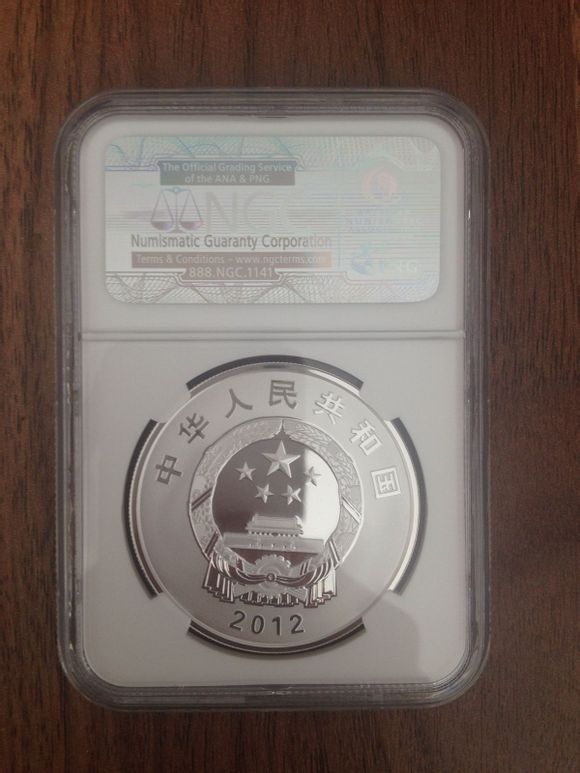 The Official Grading Service
of the ANA & PNG
NGC
Numismatic Guaranty Corporation
Terms & Conditions – www.ngcterms.com
888.NGC.1141
PNG
中华人民共和国
2012